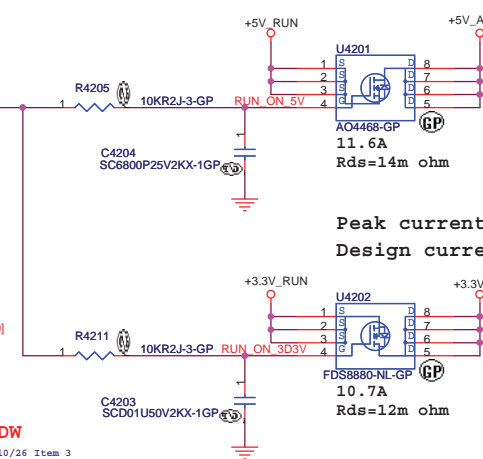 +5V_RUN
+5V_A
U4201
1 S D 8
2 S D 7
3 S D 6
4 G D 5
R4205
1
10KR2J-3-GP
RUN_ON_5V
AO4468-GP
GP
11.6A
Rds=14m ohm
1
C4204
SC6800P25V2KX-1GP
Peak current
Design curre
+3.3V_RUN
+3.3V
U4202
1 S D 8
2 S D 7
3 S D 6
4 G D 5
R4211
1
10KR2J-3-GP
RUN_ON_3D3V
FDS8880-NL-GP
GP
10.7A
Rds=12m ohm
1
C4203
SCD01U50V2KX-1GP
DW
10/26 Item 3